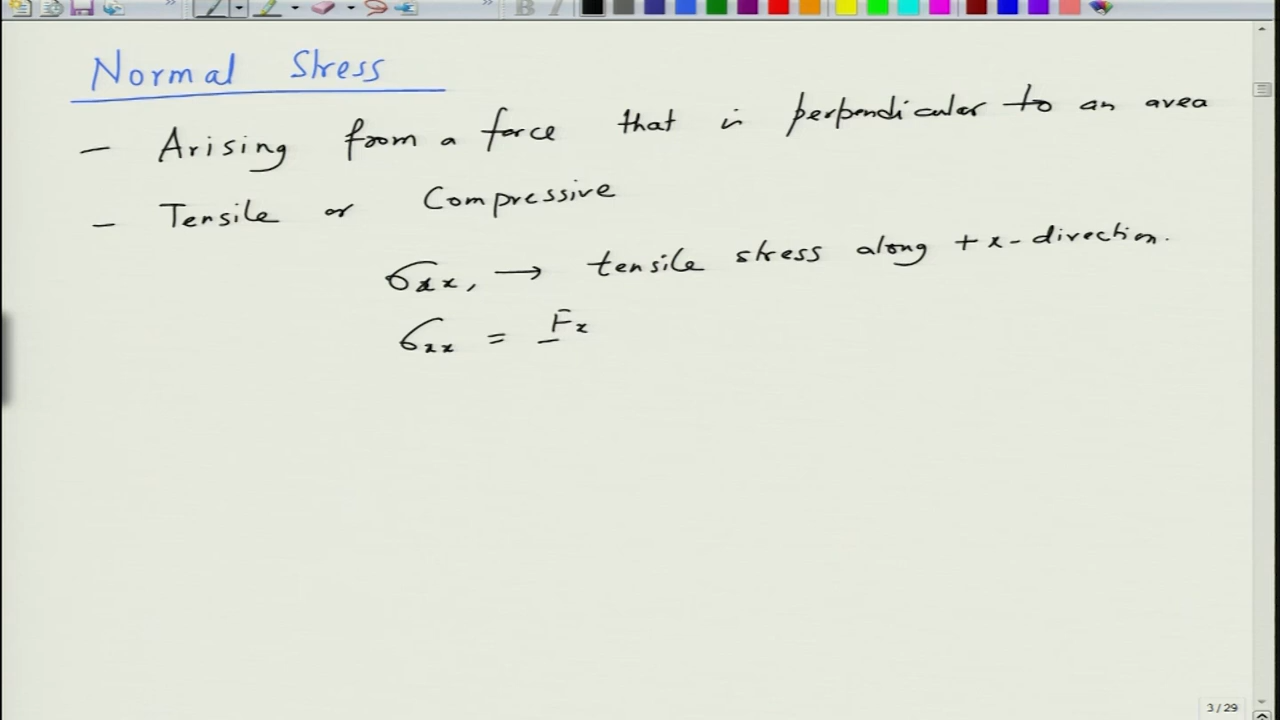 Normal Stress
— Arising from a force that is perpendicular to an area
— Tensile or Compressive
σxx, → tensile stress along +x-direction.
σxx = Fx
3 / 29